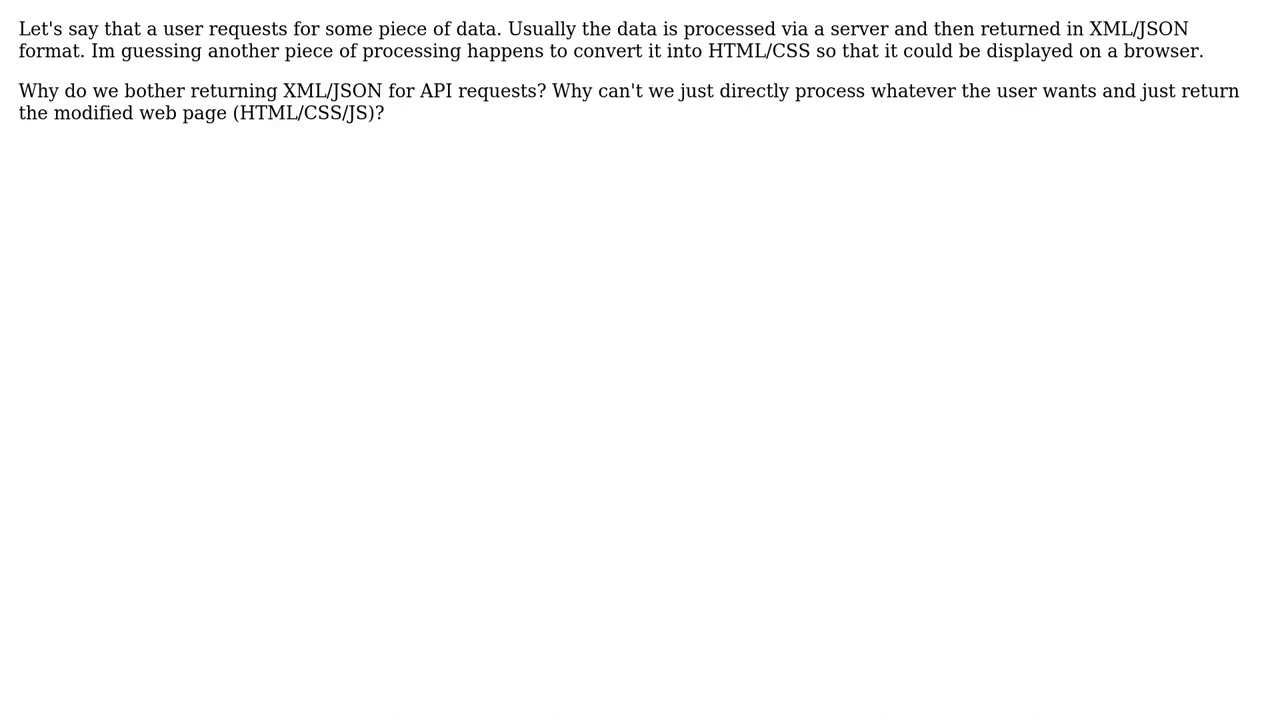 Let's say that a user requests for some piece of data. Usually the data is processed via a server and then returned in XML/JSON
format. Im guessing another piece of processing happens to convert it into HTML/CSS so that it could be displayed on a browser.
Why do we bother returning XML/JSON for API requests? Why can't we just directly process whatever the user wants and just return
the modified web page (HTML/CSS/JS)?